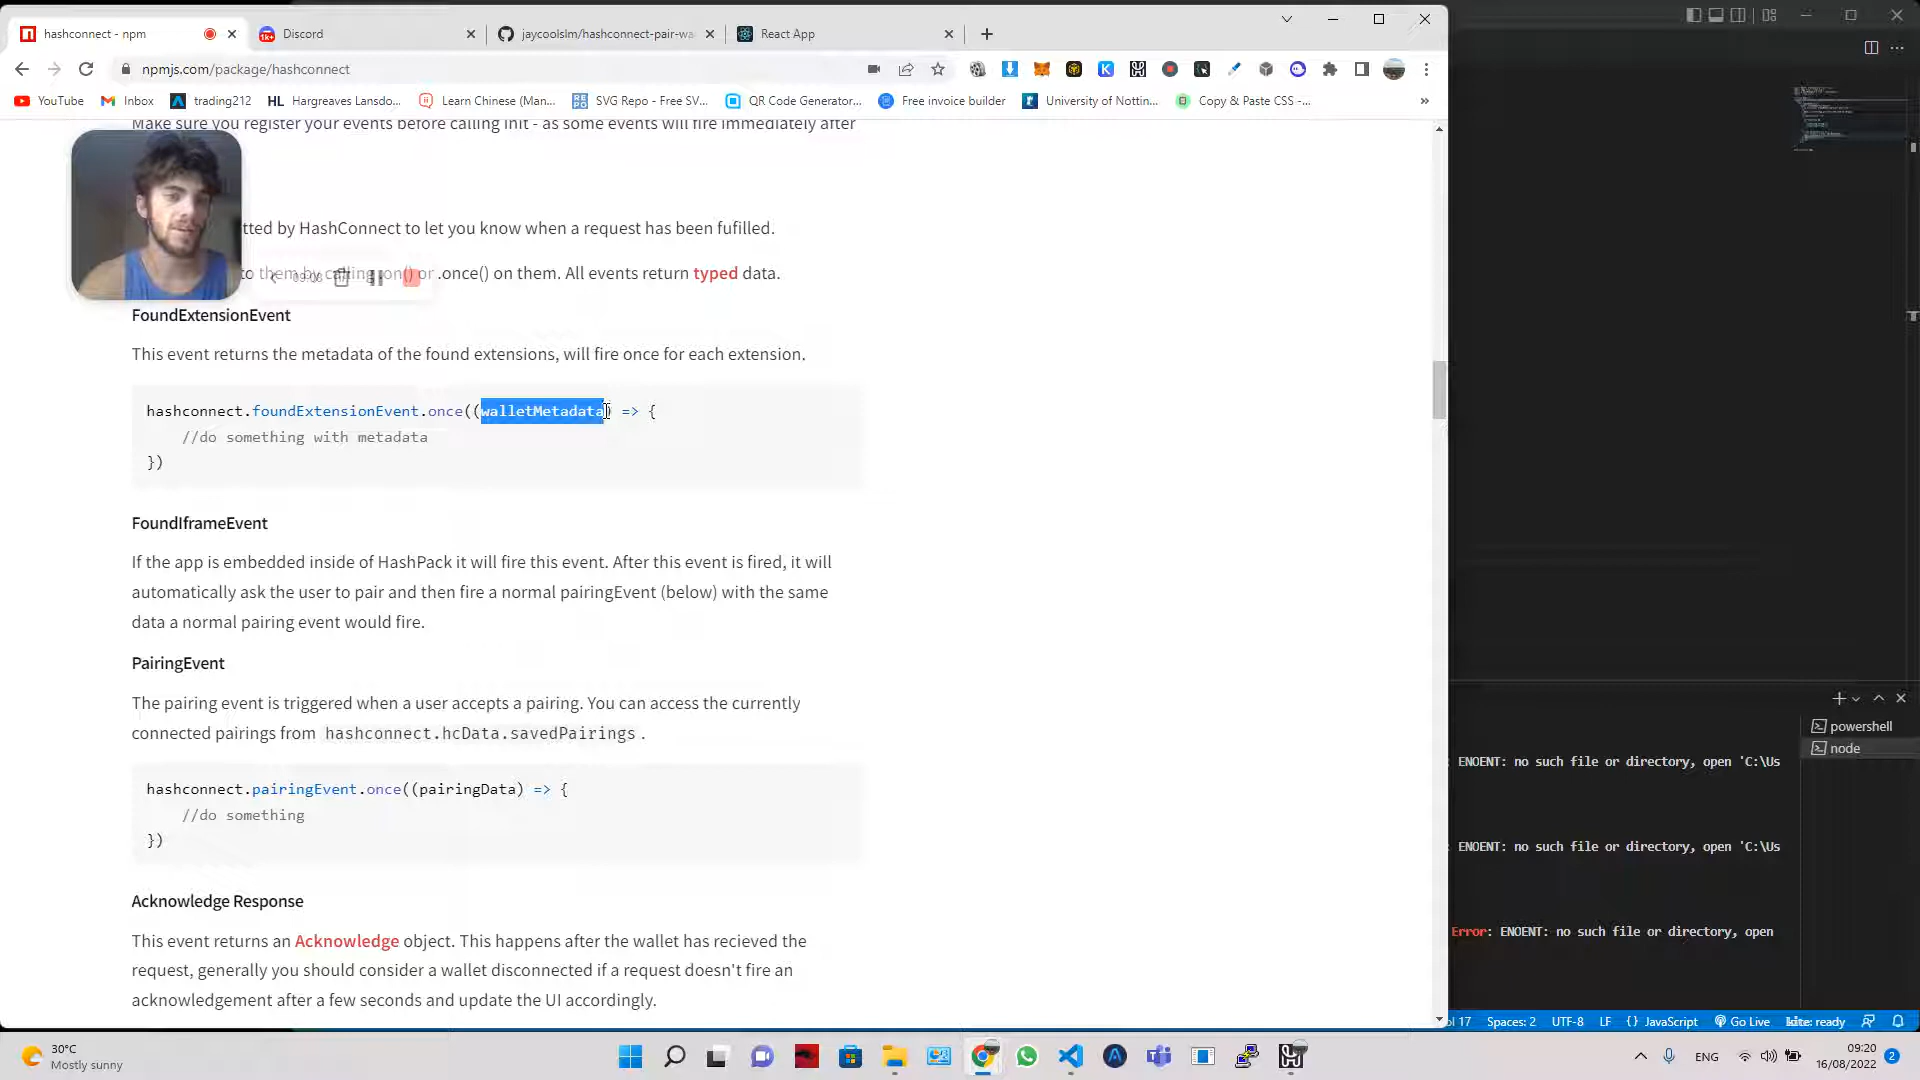 hashconnect - npm
Discord
jaycoolslm/hashconnect-pair-wa
React App
npmjs.com/package/hashconnect
YouTube
Inbox
trading212
HL Hargreaves Lansdo...
Learn Chinese (Man...
SVG Repo - Free SV...
QR Code Generator...
Free invoice builder
University of Nottin...
Copy & Paste CSS -...
»
Make sure you register your events before calling init - as some events will fire immediately after
tted by HashConnect to let you know when a request has been fufilled.
to them by calling .on() or .once() on them. All events return typed data.
FoundExtensionEvent
This event returns the metadata of the found extensions, will fire once for each extension.
hashconnect.foundExtensionEvent.once((walletMetadata) => {
//do something with metadata
})
FoundIframeEvent
If the app is embedded inside of HashPack it will fire this event. After this event is fired, it will
automatically ask the user to pair and then fire a normal pairingEvent (below) with the same
data a normal pairing event would fire.
PairingEvent
The pairing event is triggered when a user accepts a pairing. You can access the currently
connected pairings from hashconnect.hcData.savedPairings .
hashconnect.pairingEvent.once((pairingData) => {
//do something
})
Acknowledge Response
This event returns an Acknowledge object. This happens after the wallet has recieved the
request, generally you should consider a wallet disconnected if a request doesn't fire an
acknowledgement after a few seconds and update the UI accordingly.
powershell
node
ENOENT: no such file or directory, open 'C:\Us
ENOENT: no such file or directory, open 'C:\Us
Error: ENOENT: no such file or directory, open
ol 17 Spaces: 2 UTF-8 LF {} JavaScript Go Live kite: ready
30°C
Mostly sunny
ENG
09:20
16/08/2022
2